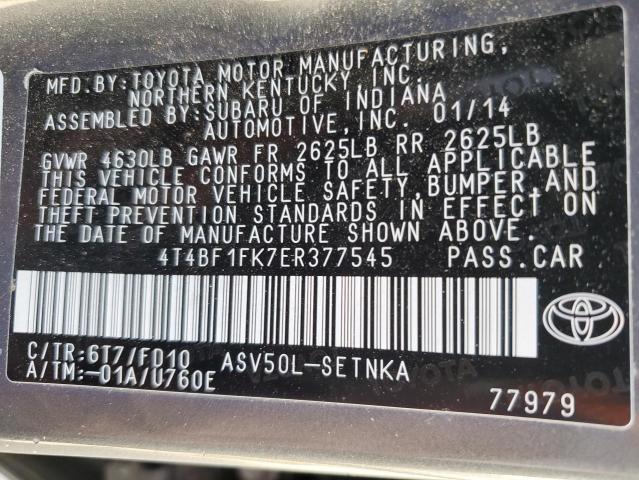 MFD.BY:TOYOTA MOTOR MANUFACTURING,
NORTHERN KENTUCKY, INC.
ASSEMBLED BY:SUBARU OF INDIANA
AUTOMOTIVE,INC. 01/14
GVWR 4630LB GAWR FR 2625LB RR 2625LB
THIS VEHICLE CONFORMS TO ALL APPLICABLE
FEDERAL MOTOR VEHICLE SAFETY,BUMPER,AND
THEFT PREVENTION STANDARDS IN EFFECT ON
THE DATE OF MANUFACTURE SHOWN ABOVE.
4T4BF1FK7ER377545 PASS.CAR
C/TR:6T7/FD10 ASV50L-SETNKA
A/TM:-01A/U760E
77979